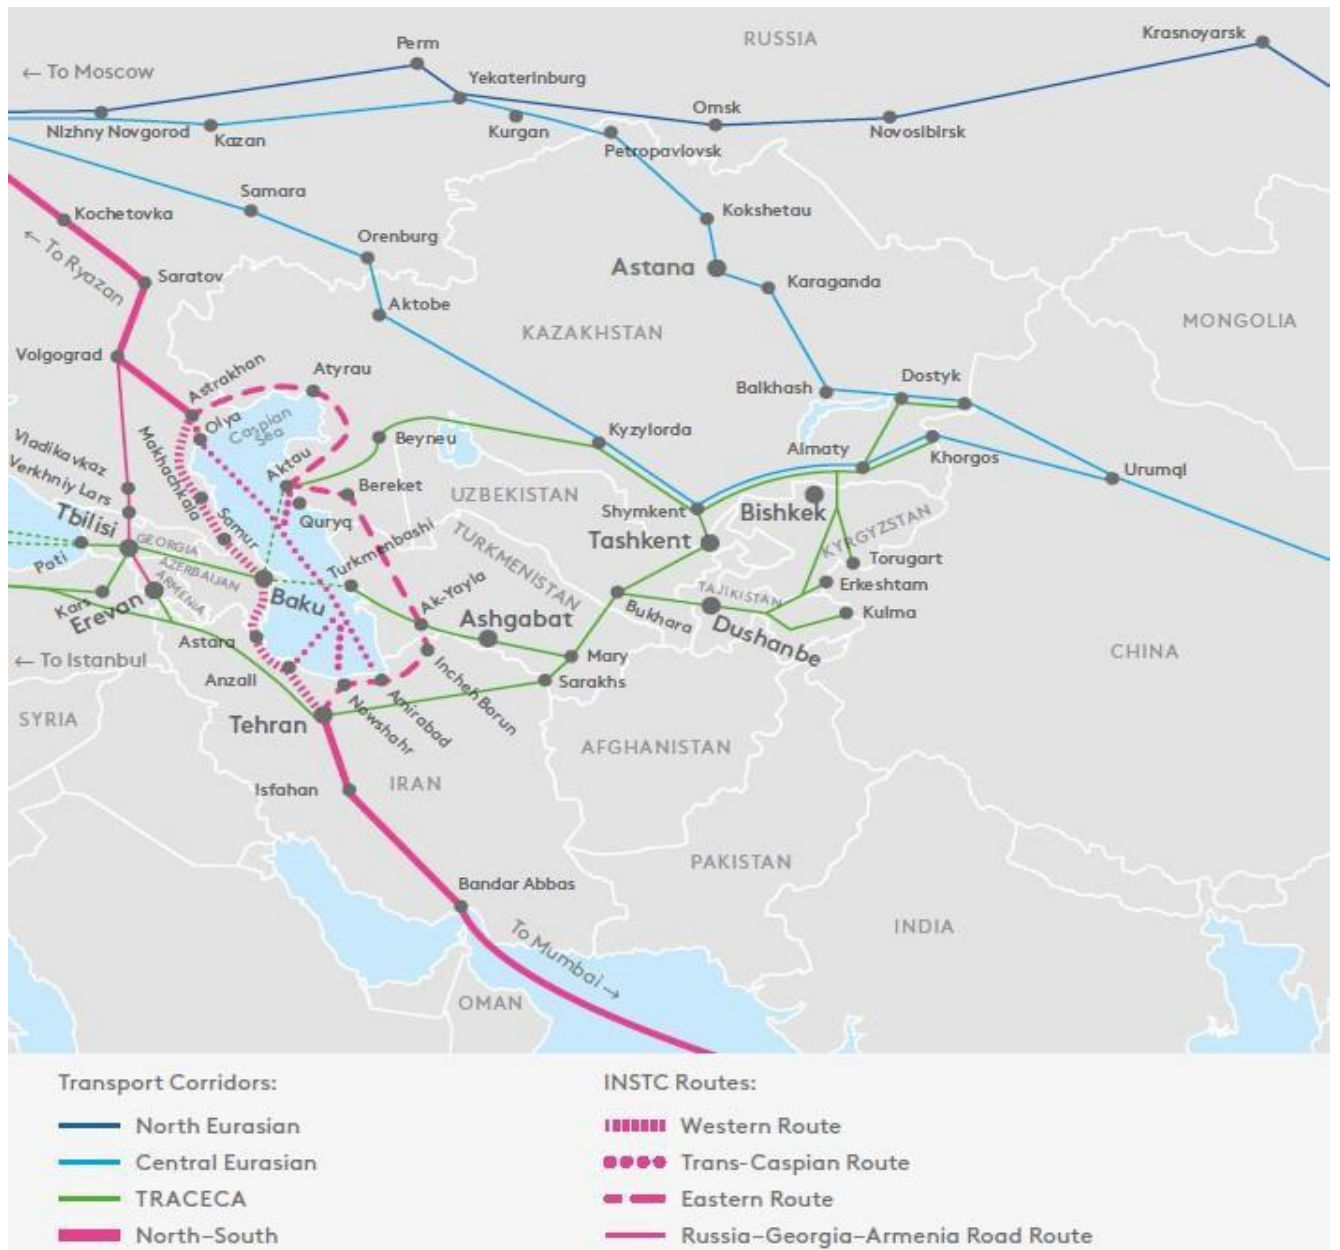 Perm
RUSSIA
Krasnoyarsk
← To Moscow
Yekaterinburg
Omsk
Nizhny Novgorod
Kazan
Kurgan
Petropavlovsk
Novosibirsk
Samara
Kochetovka
Kokshetau
← To Ryazan
Orenburg
Astana
Saratov
Karaganda
Aktobe
KAZAKHSTAN
MONGOLIA
Volgograd
Astrakhan
Atyrau
Balkhash
Dostyk
Olya
Caspian
Sea
Beyneu
Kyzylorda
Almaty
Khorgos
Vladikavkaz
Verkhniy Lars
Makhachkala
Aktau
Bereket
UZBEKISTAN
Urumqi
Tbilisi
Samur
Quryq
Shymkent
Bishkek
KYRGYZSTAN
Poti
GEORGIA
Turkmenbashi
TURKMENISTAN
Tashkent
Torugart
AZERBAIJAN
ARMENIA
Kars
Erevan
Baku
Ak-Yayla
Ashgabat
Bukhara
TAJIKISTAN
Erkeshtam
Dushanbe
Kulma
Astara
← To Istanbul
Anzali
Incheh Borun
Mary
Sarakhs
CHINA
SYRIA
Tehran
Nowshahr
Amirabad
AFGHANISTAN
Isfahan
IRAN
PAKISTAN
Bandar Abbas
INDIA
To Mumbai →
OMAN
Transport Corridors:
North Eurasian
Central Eurasian
TRACECA
North–South
INSTC Routes:
Western Route
Trans-Caspian Route
Eastern Route
Russia–Georgia–Armenia Road Route